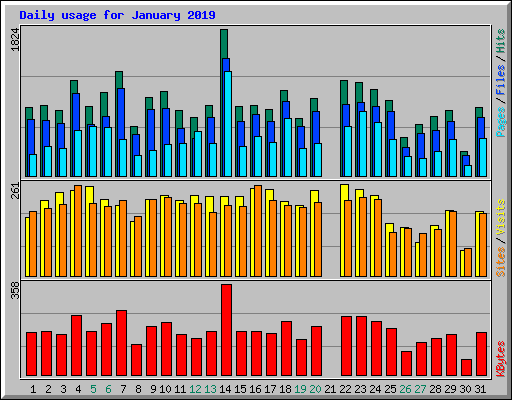 Daily usage for January 2019
1824
Pages / Files / Hits
261
Sites / Visits
358
KBytes
1 2 3 4 5 6 7 8 9 10 11 12 13 14 15 16 17 18 19 20 21 22 23 24 25 26 27 28 29 30 31